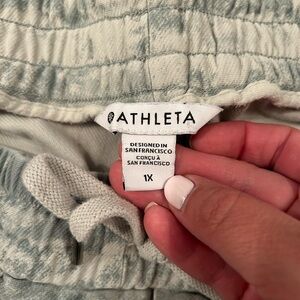 ATHLETA
DESIGNED IN
SAN FRANCISCO
CONÇU À
SAN FRANCISCO
1X